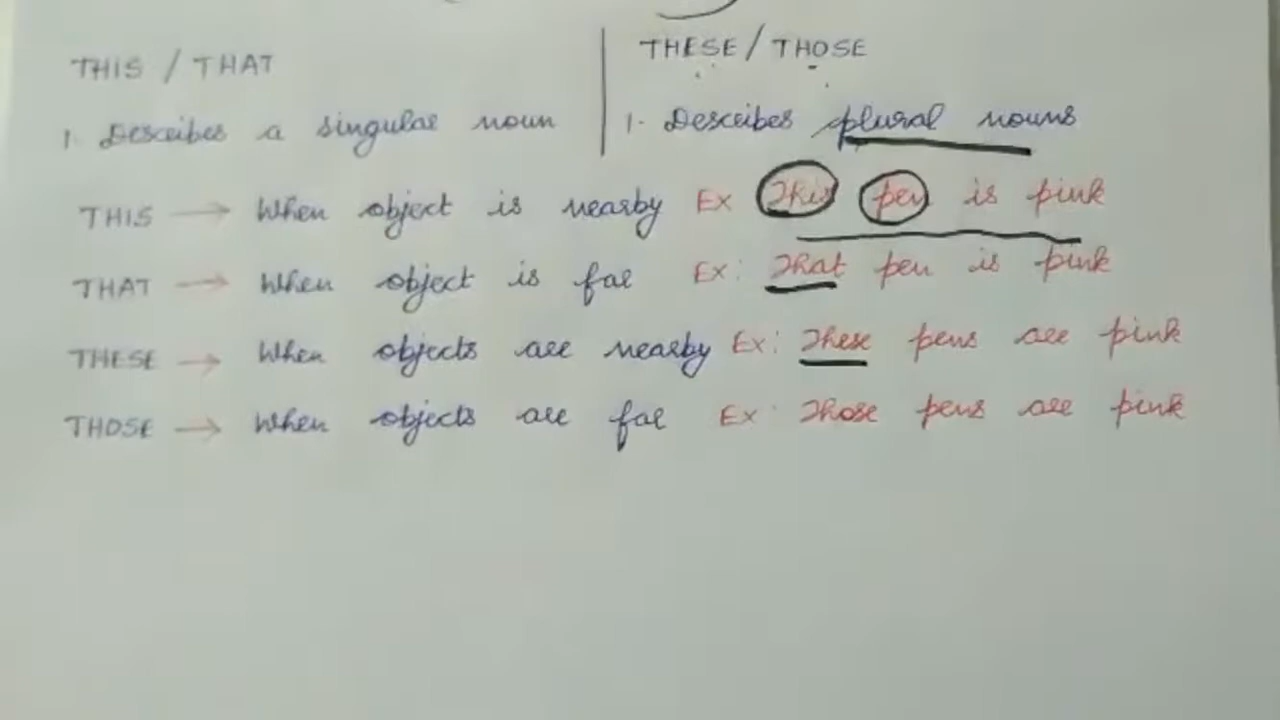 THIS / THAT
1. Describes a singular noun
THESE / THOSE
1. Describes plural nouns
THIS → When object is nearby Ex This pen is pink
THAT → When object is far Ex: That pen is pink
THESE → When objects are nearby Ex: These pens are pink
THOSE → When objects are far Ex: Those pens are pink